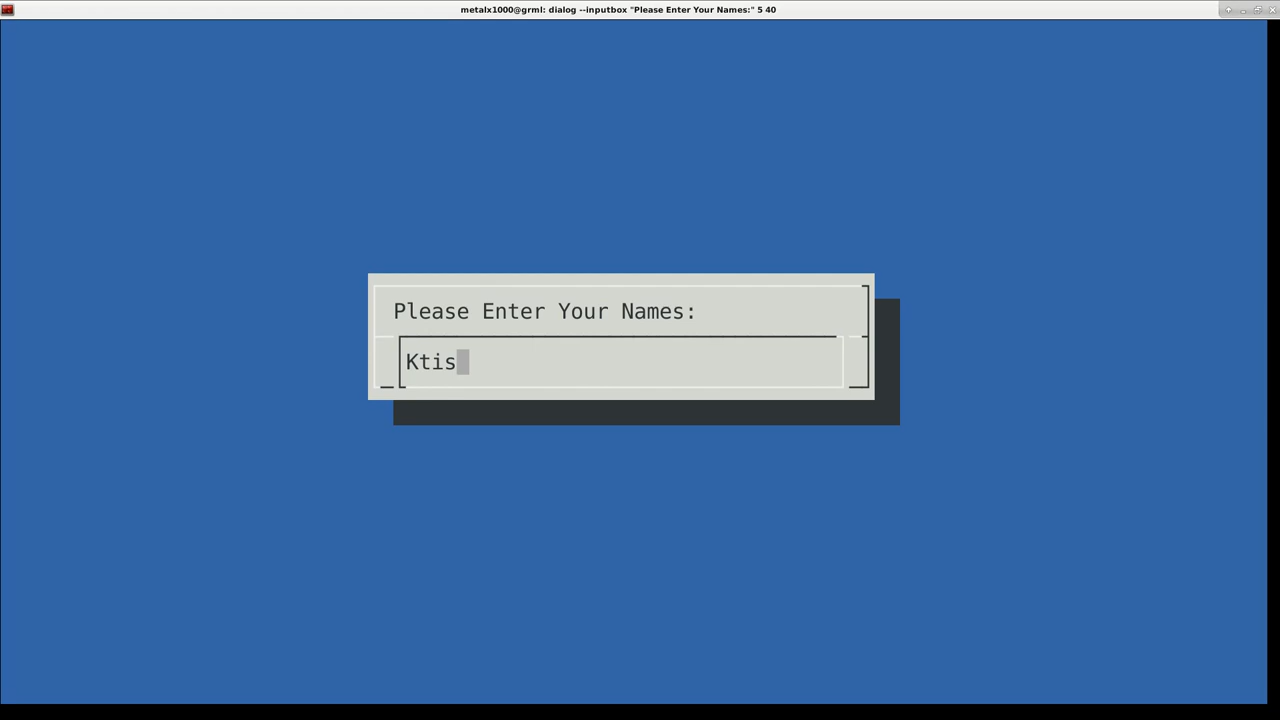 metalx1000@grml: dialog --inputbox "Please Enter Your Names:" 5 40
Please Enter Your Names:
Ktis